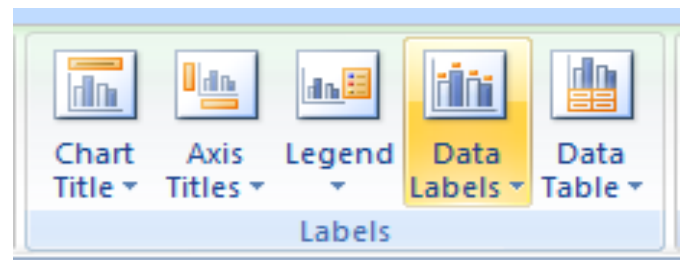 Chart Title
Axis Titles
Legend
Data Labels
Data Table
Labels